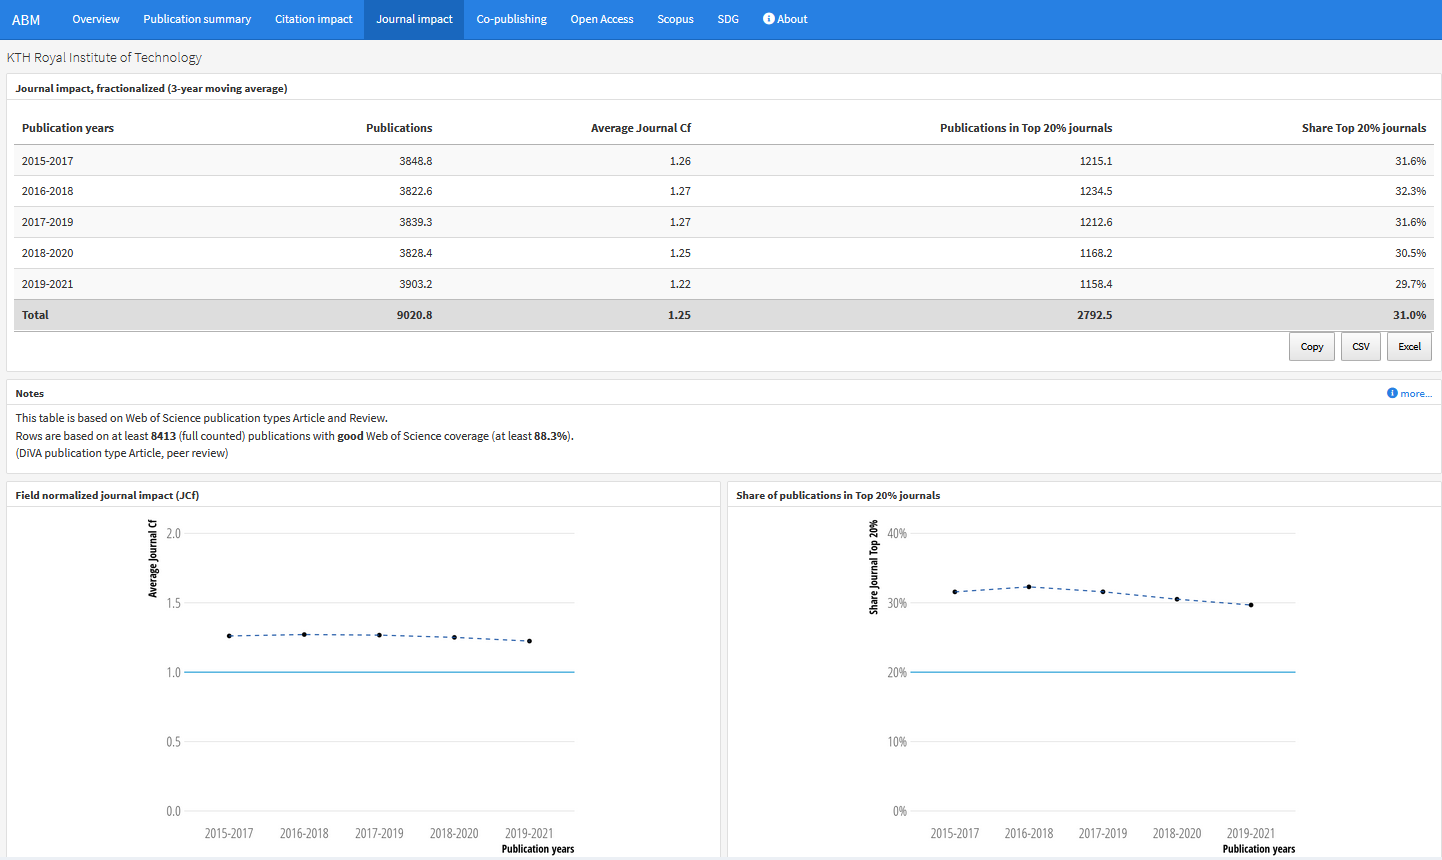 ABM Overview Publication summary Citation impact Journal impact Co-publishing Open Access Scopus SDG About
KTH Royal Institute of Technology
Journal impact, fractionalized (3-year moving average)
Publication years Publications Average Journal Cf Publications in Top 20% journals Share Top 20% journals
2015-2017 3848.8 1.26 1215.1 31.6%
2016-2018 3822.6 1.27 1234.5 32.3%
2017-2019 3839.3 1.27 1212.6 31.6%
2018-2020 3828.4 1.25 1168.2 30.5%
2019-2021 3903.2 1.22 1158.4 29.7%
Total 9020.8 1.25 2792.5 31.0%
Copy CSV Excel
Notes more...
This table is based on Web of Science publication types Article and Review.
Rows are based on at least 8413 (full counted) publications with good Web of Science coverage (at least 88.3%).
(DiVA publication type Article, peer review)
Field normalized journal impact (JCf)
Average Journal Cf
2.0
1.5
1.0
0.5
0.0
2015-2017 2016-2018 2017-2019 2018-2020 2019-2021
Publication years
Share of publications in Top 20% journals
Share Journal Top 20%
40%
30%
20%
10%
0%
2015-2017 2016-2018 2017-2019 2018-2020 2019-2021
Publication years